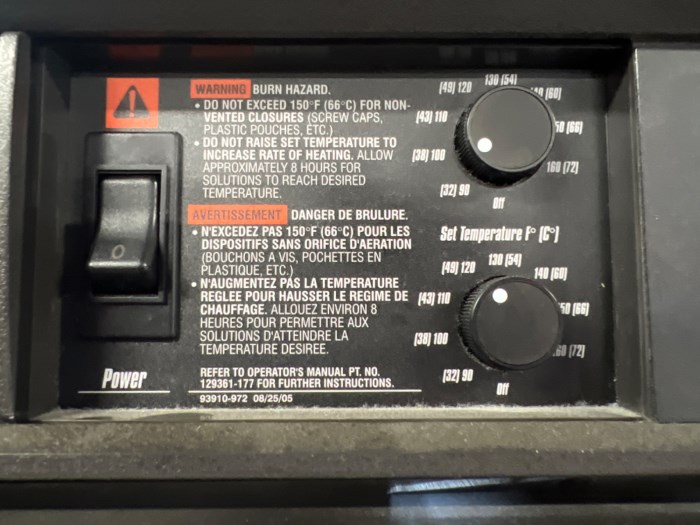 WARNING BURN HAZARD.
• DO NOT EXCEED 150°F (66°C) FOR NON-
VENTED CLOSURES (SCREW CAPS,
PLASTIC POUCHES, ETC.)
• DO NOT RAISE SET TEMPERATURE TO
INCREASE RATE OF HEATING. ALLOW
APPROXIMATELY 8 HOURS FOR
SOLUTIONS TO REACH DESIRED
TEMPERATURE.
AVERTISSEMENT DANGER DE BRULURE.
• N'EXCEDEZ PAS 150°F (66°C) POUR LES
DISPOSITIFS SANS ORIFICE D'AERATION
(BOUCHONS A VIS, POCHETTES EN
PLASTIQUE, ETC.)
• N'AUGMENTEZ PAS LA TEMPERATURE
REGLEE POUR HAUSSER LE REGIME DE
CHAUFFAGE. ALLOUEZ ENVIRON 8
HEURES POUR PERMETTRE AUX
SOLUTIONS D'ATTEINDRE LA
TEMPERATURE DESIREE.
REFER TO OPERATOR'S MANUAL PT. NO.
129361-177 FOR FURTHER INSTRUCTIONS.
93910-972 08/25/05
O
Power
130 (54)
(49) 120
(43) 110
(38) 100
160 (72)
(32) 90
Off
Set Temperature F° (C°)
130 (54)
(49) 120
140 (60)
(43) 110
(38) 100
(32) 90
Off